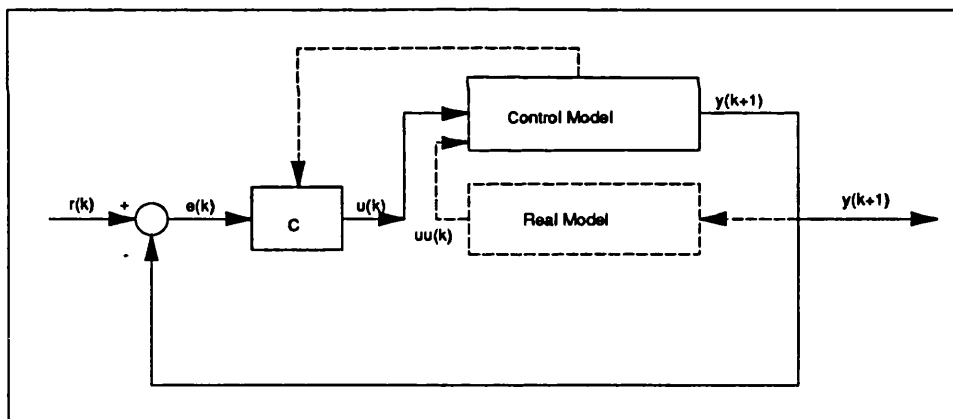 y(k+1)
Control Model
r(k)
+
e(k)
C
u(k)
uu(k)
Real Model
y(k+1)
-